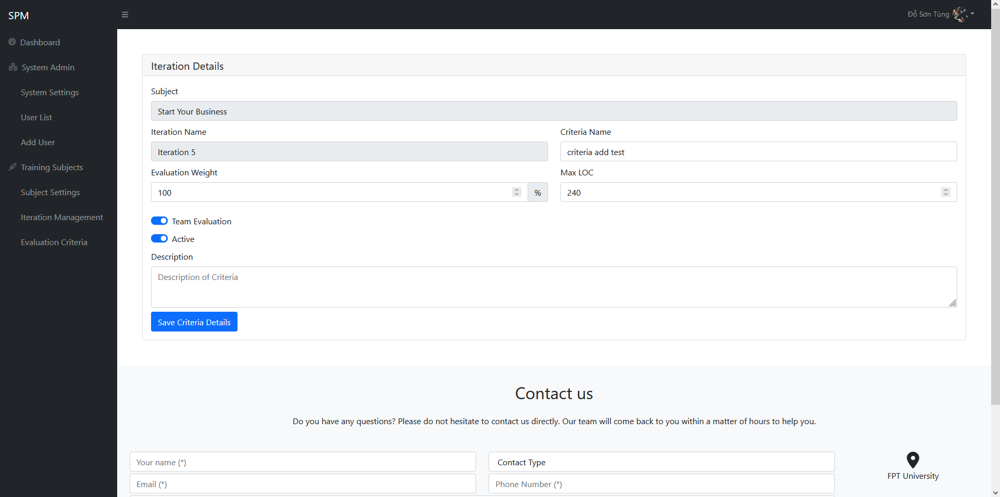 SPM
Đỗ Sơn Tùng
Dashboard
System Admin
System Settings
User List
Add User
Training Subjects
Subject Settings
Iteration Management
Evaluation Criteria
Iteration Details
Subject
Start Your Business
Iteration Name
Criteria Name
Iteration 5
criteria add test
Evaluation Weight
Max LOC
100
%
240
Team Evaluation
Active
Description
Description of Criteria
Save Criteria Details
Contact us
Do you have any questions? Please do not hesitate to contact us directly. Our team will come back to you within a matter of hours to help you.
Your name (*)
Contact Type
Email (*)
Phone Number (*)
FPT University